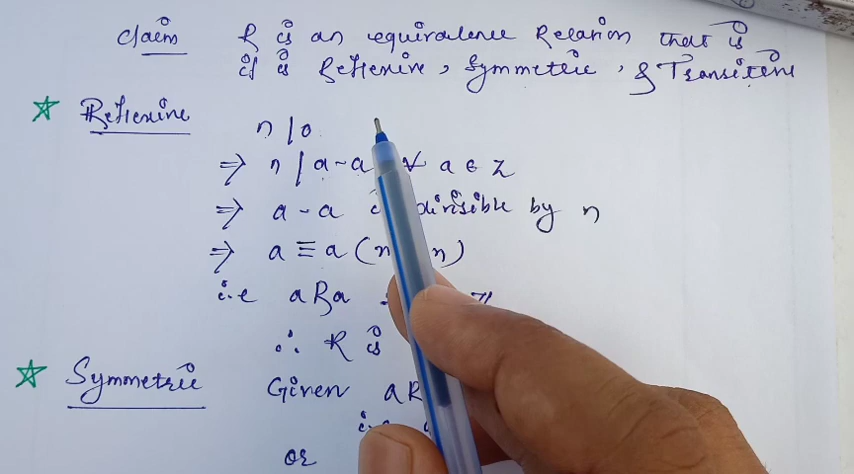 Claim R is an equivalence Relation that is
if is Reflexive, Symmetric, & Transitive
☆ Reflexive
n | 0
⇒ n | a - a ∀ a ∈ Z
⇒ a - a divisible by n
⇒ a ≡ a ( n)
i.e aRa
∴ R is
☆ Symmetric Given aR
or